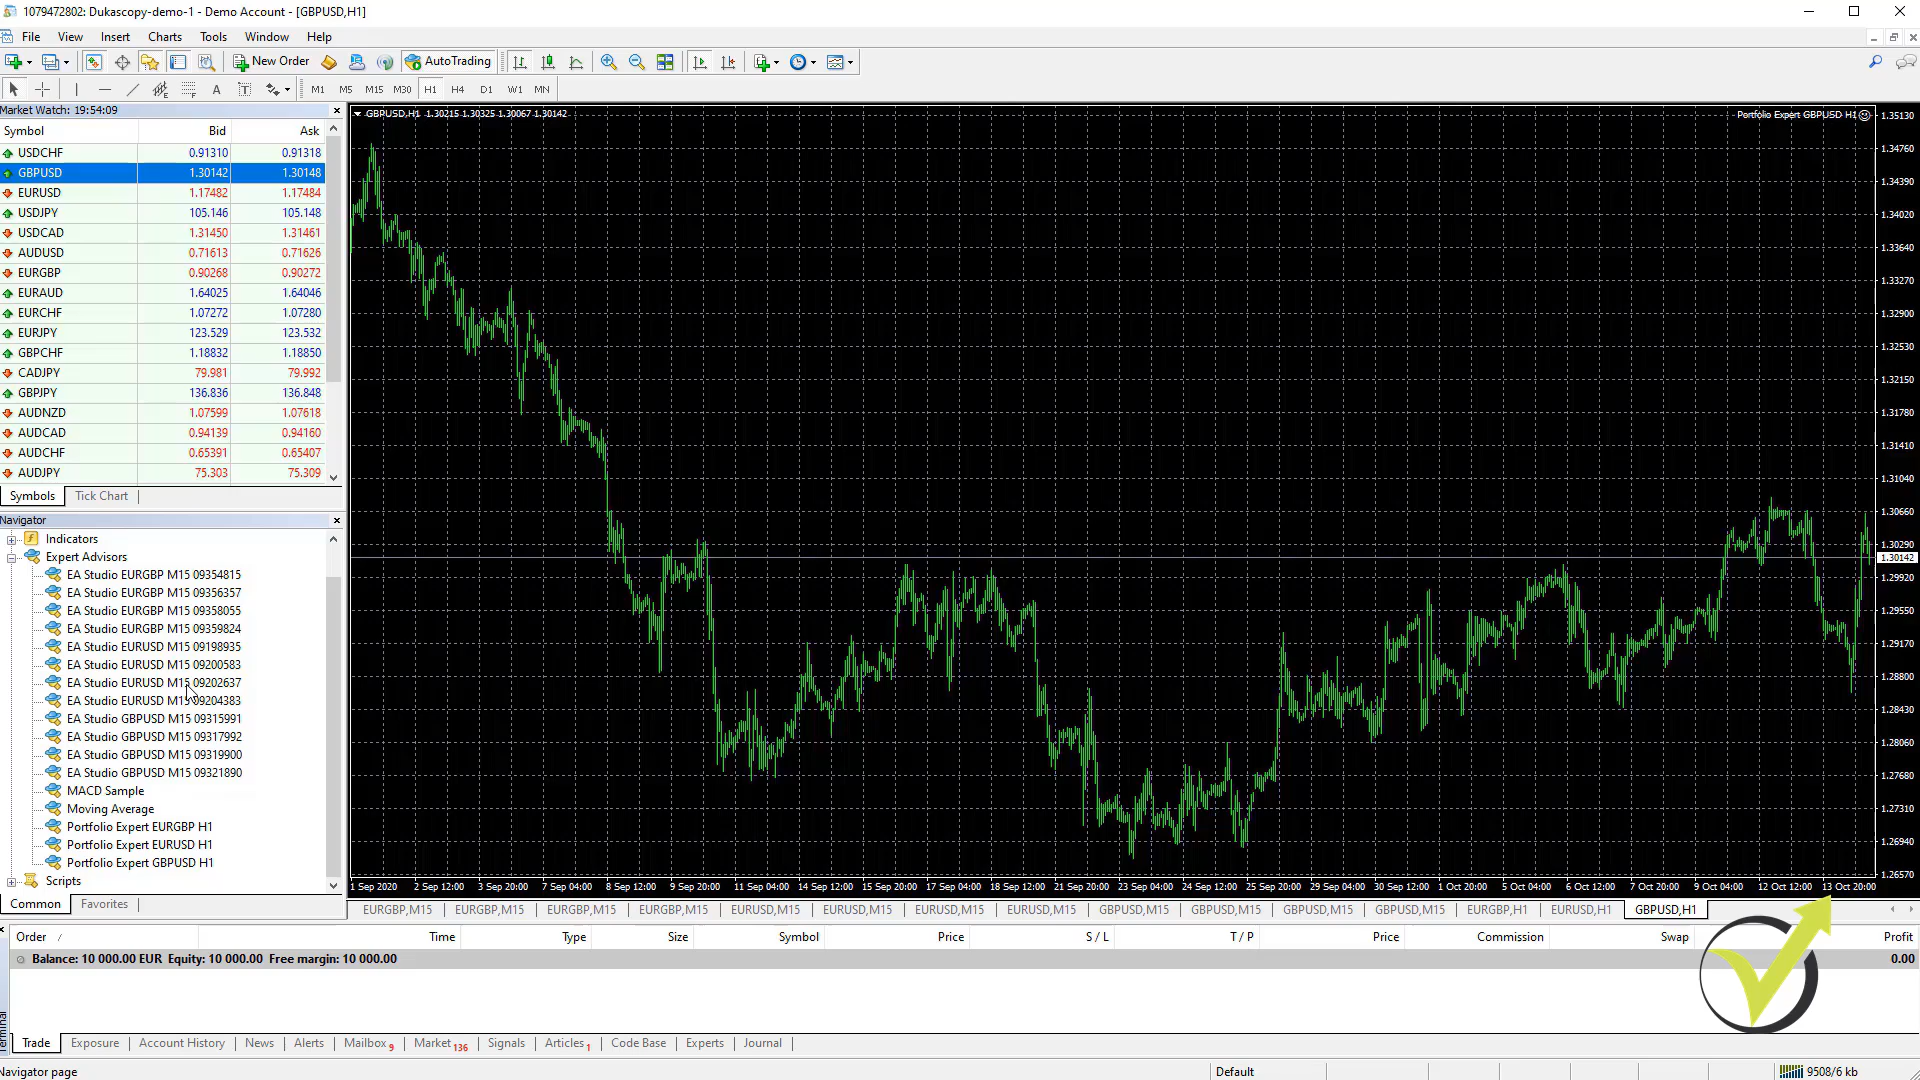 1079472802: Dukascopy-demo-1 - Demo Account - [GBPUSD,H1]
File View Insert Charts Tools Window Help
New Order AutoTrading
A T M1 M5 M15 M30 H1 H4 D1 W1 MN
Market Watch: 19:54:09
Symbol Bid Ask
USDCHF 0.91310 0.91318
GBPUSD 1.30142 1.30148
EURUSD 1.17482 1.17484
USDJPY 105.146 105.148
USDCAD 1.31450 1.31461
AUDUSD 0.71613 0.71626
EURGBP 0.90268 0.90272
EURAUD 1.64025 1.64046
EURCHF 1.07272 1.07280
EURJPY 123.529 123.532
GBPCHF 1.18832 1.18850
CADJPY 79.981 79.992
GBPJPY 136.836 136.848
AUDNZD 1.07599 1.07618
AUDCAD 0.94139 0.94160
AUDCHF 0.65391 0.65407
AUDJPY 75.303 75.309
Symbols Tick Chart
Navigator
Indicators
Expert Advisors
EA Studio EURGBP M15 09354815
EA Studio EURGBP M15 09356357
EA Studio EURGBP M15 09358055
EA Studio EURGBP M15 09359824
EA Studio EURUSD M15 09198935
EA Studio EURUSD M15 09200583
EA Studio EURUSD M15 09202637
EA Studio EURUSD M15 09204383
EA Studio GBPUSD M15 09315991
EA Studio GBPUSD M15 09317992
EA Studio GBPUSD M15 09319900
EA Studio GBPUSD M15 09321890
MACD Sample
Moving Average
Portfolio Expert EURGBP H1
Portfolio Expert EURUSD H1
Portfolio Expert GBPUSD H1
Scripts
Common Favorites
GBPUSD,H1 1.30215 1.30325 1.30067 1.30142
Portfolio Expert GBPUSD H1
1.35130
1.34760
1.34390
1.34020
1.33640
1.33270
1.32900
1.32530
1.32150
1.31780
1.31410
1.31040
1.30660
1.30290
1.30142
1.29920
1.29550
1.29170
1.28800
1.28430
1.28060
1.27680
1.27310
1.26940
1.26570
1 Sep 2020 2 Sep 12:00 3 Sep 20:00 7 Sep 04:00 8 Sep 12:00 9 Sep 20:00 11 Sep 04:00 14 Sep 12:00 15 Sep 20:00 17 Sep 04:00 18 Sep 12:00 21 Sep 20:00 23 Sep 04:00 24 Sep 12:00 25 Sep 20:00 29 Sep 04:00 30 Sep 12:00 1 Oct 20:00 5 Oct 04:00 6 Oct 12:00 7 Oct 20:00 9 Oct 04:00 12 Oct 12:00 13 Oct 20:00
EURGBP,M15 EURGBP,M15 EURGBP,M15 EURGBP,M15 EURUSD,M15 EURUSD,M15 EURUSD,M15 EURUSD,M15 GBPUSD,M15 GBPUSD,M15 GBPUSD,M15 GBPUSD,M15 EURGBP,H1 EURUSD,H1 GBPUSD,H1
Order Time Type Size Symbol Price S / L T / P Price Commission Swap Profit
Balance: 10 000.00 EUR Equity: 10 000.00 Free margin: 10 000.00 0.00
Terminal
Trade Exposure Account History News Alerts Mailbox 9 Market 136 Signals Articles 1 Code Base Experts Journal
Navigator page Default 9508/6 kb